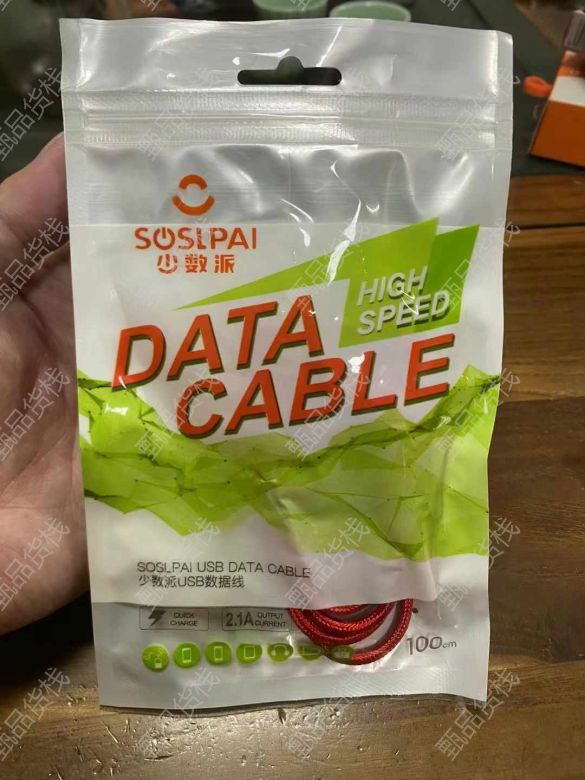 SOSLPAI
少数派
HIGH
SPEED
DATA
CABLE
SOSLPAI USB DATA CABLE
少数派USB数据线
QUICK
CHARGE
2.1A OUTPUT
CURRENT
100cm
甄品货栈